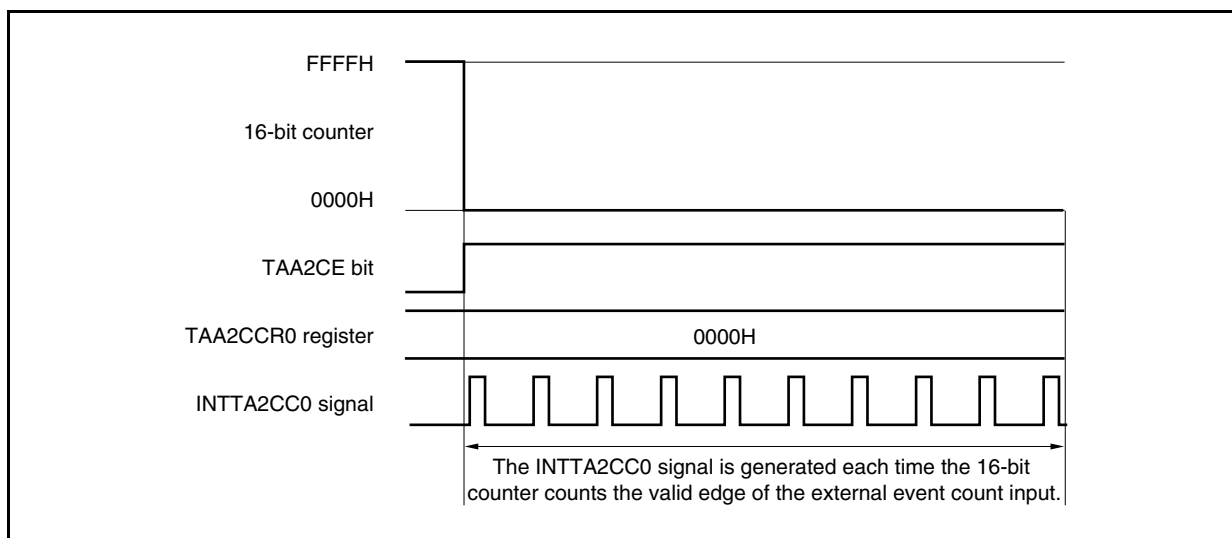 FFFFH
16-bit counter
0000H
TAA2CE bit
TAA2CCR0 register
0000H
INTTA2CC0 signal
The INTTA2CC0 signal is generated each time the 16-bit
counter counts the valid edge of the external event count input.